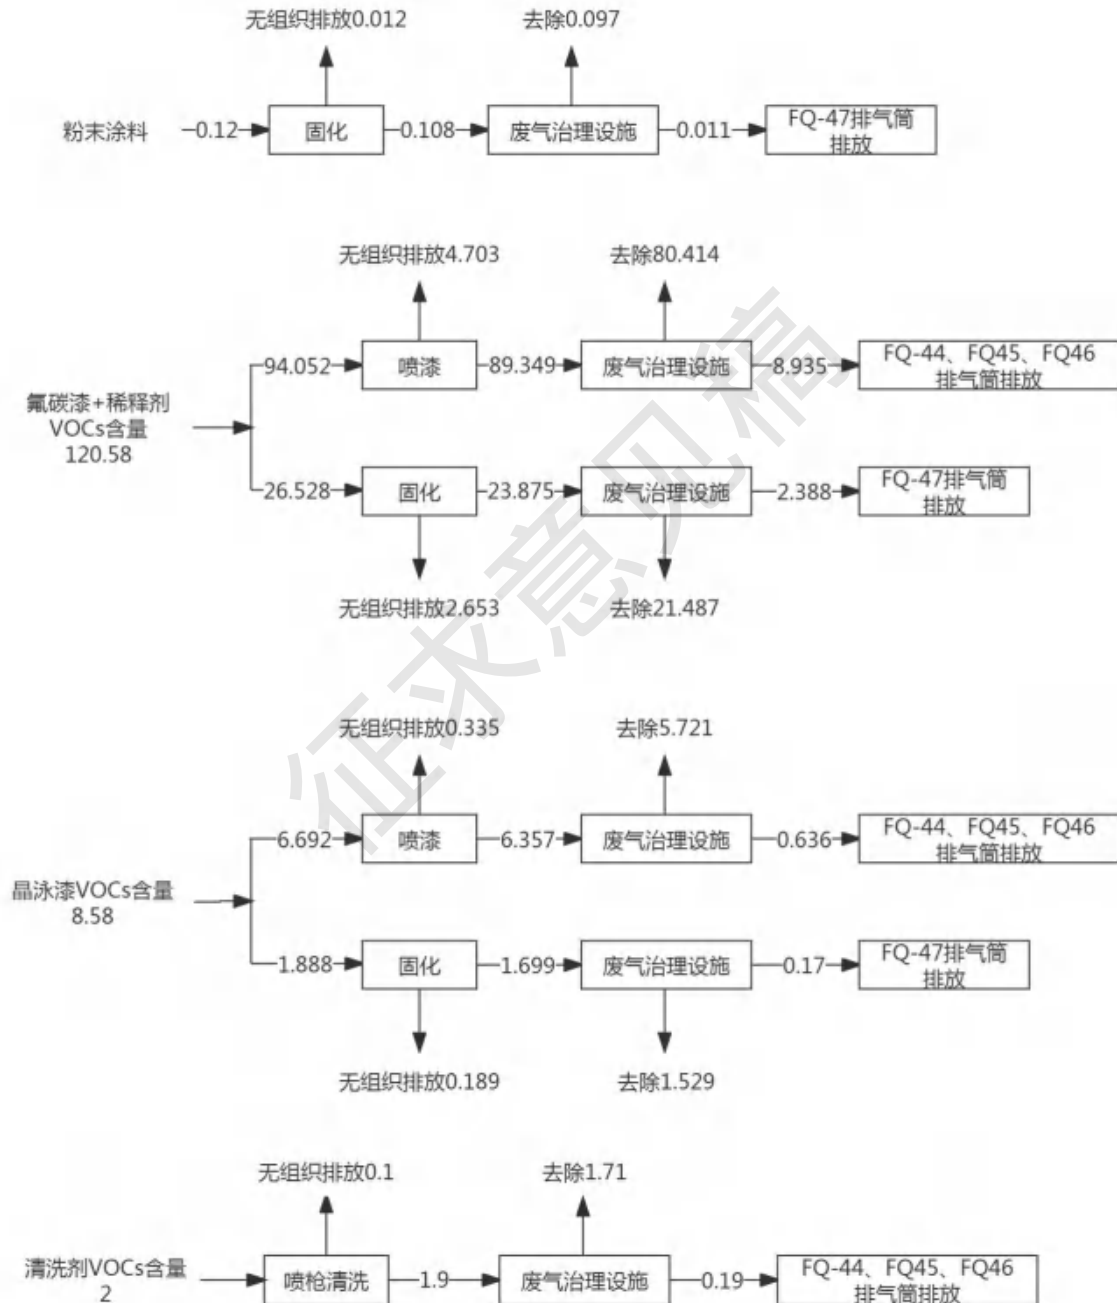 无组织排放0.012
去除0.097
粉末涂料
0.12
固化
0.108
废气治理设施
0.011
FQ-47排气筒
排放
无组织排放4.703
去除80.414
94.052
喷漆
89.349
废气治理设施
8.935
FQ-44、FQ45、FQ46
排气筒排放
氟碳漆+稀释剂
VOCs含量
120.58
26.528
固化
23.875
废气治理设施
2.388
FQ-47排气筒
排放
无组织排放2.653
去除21.487
无组织排放0.335
去除5.721
6.692
喷漆
6.357
废气治理设施
0.636
FQ-44、FQ45、FQ46
排气筒排放
晶泳漆VOCs含量
8.58
1.888
固化
1.699
废气治理设施
0.17
FQ-47排气筒
排放
无组织排放0.189
去除1.529
无组织排放0.1
去除1.71
清洗剂VOCs含量
2
喷枪清洗
1.9
废气治理设施
0.19
FQ-44、FQ45、FQ46
排气筒排放
征求意见稿